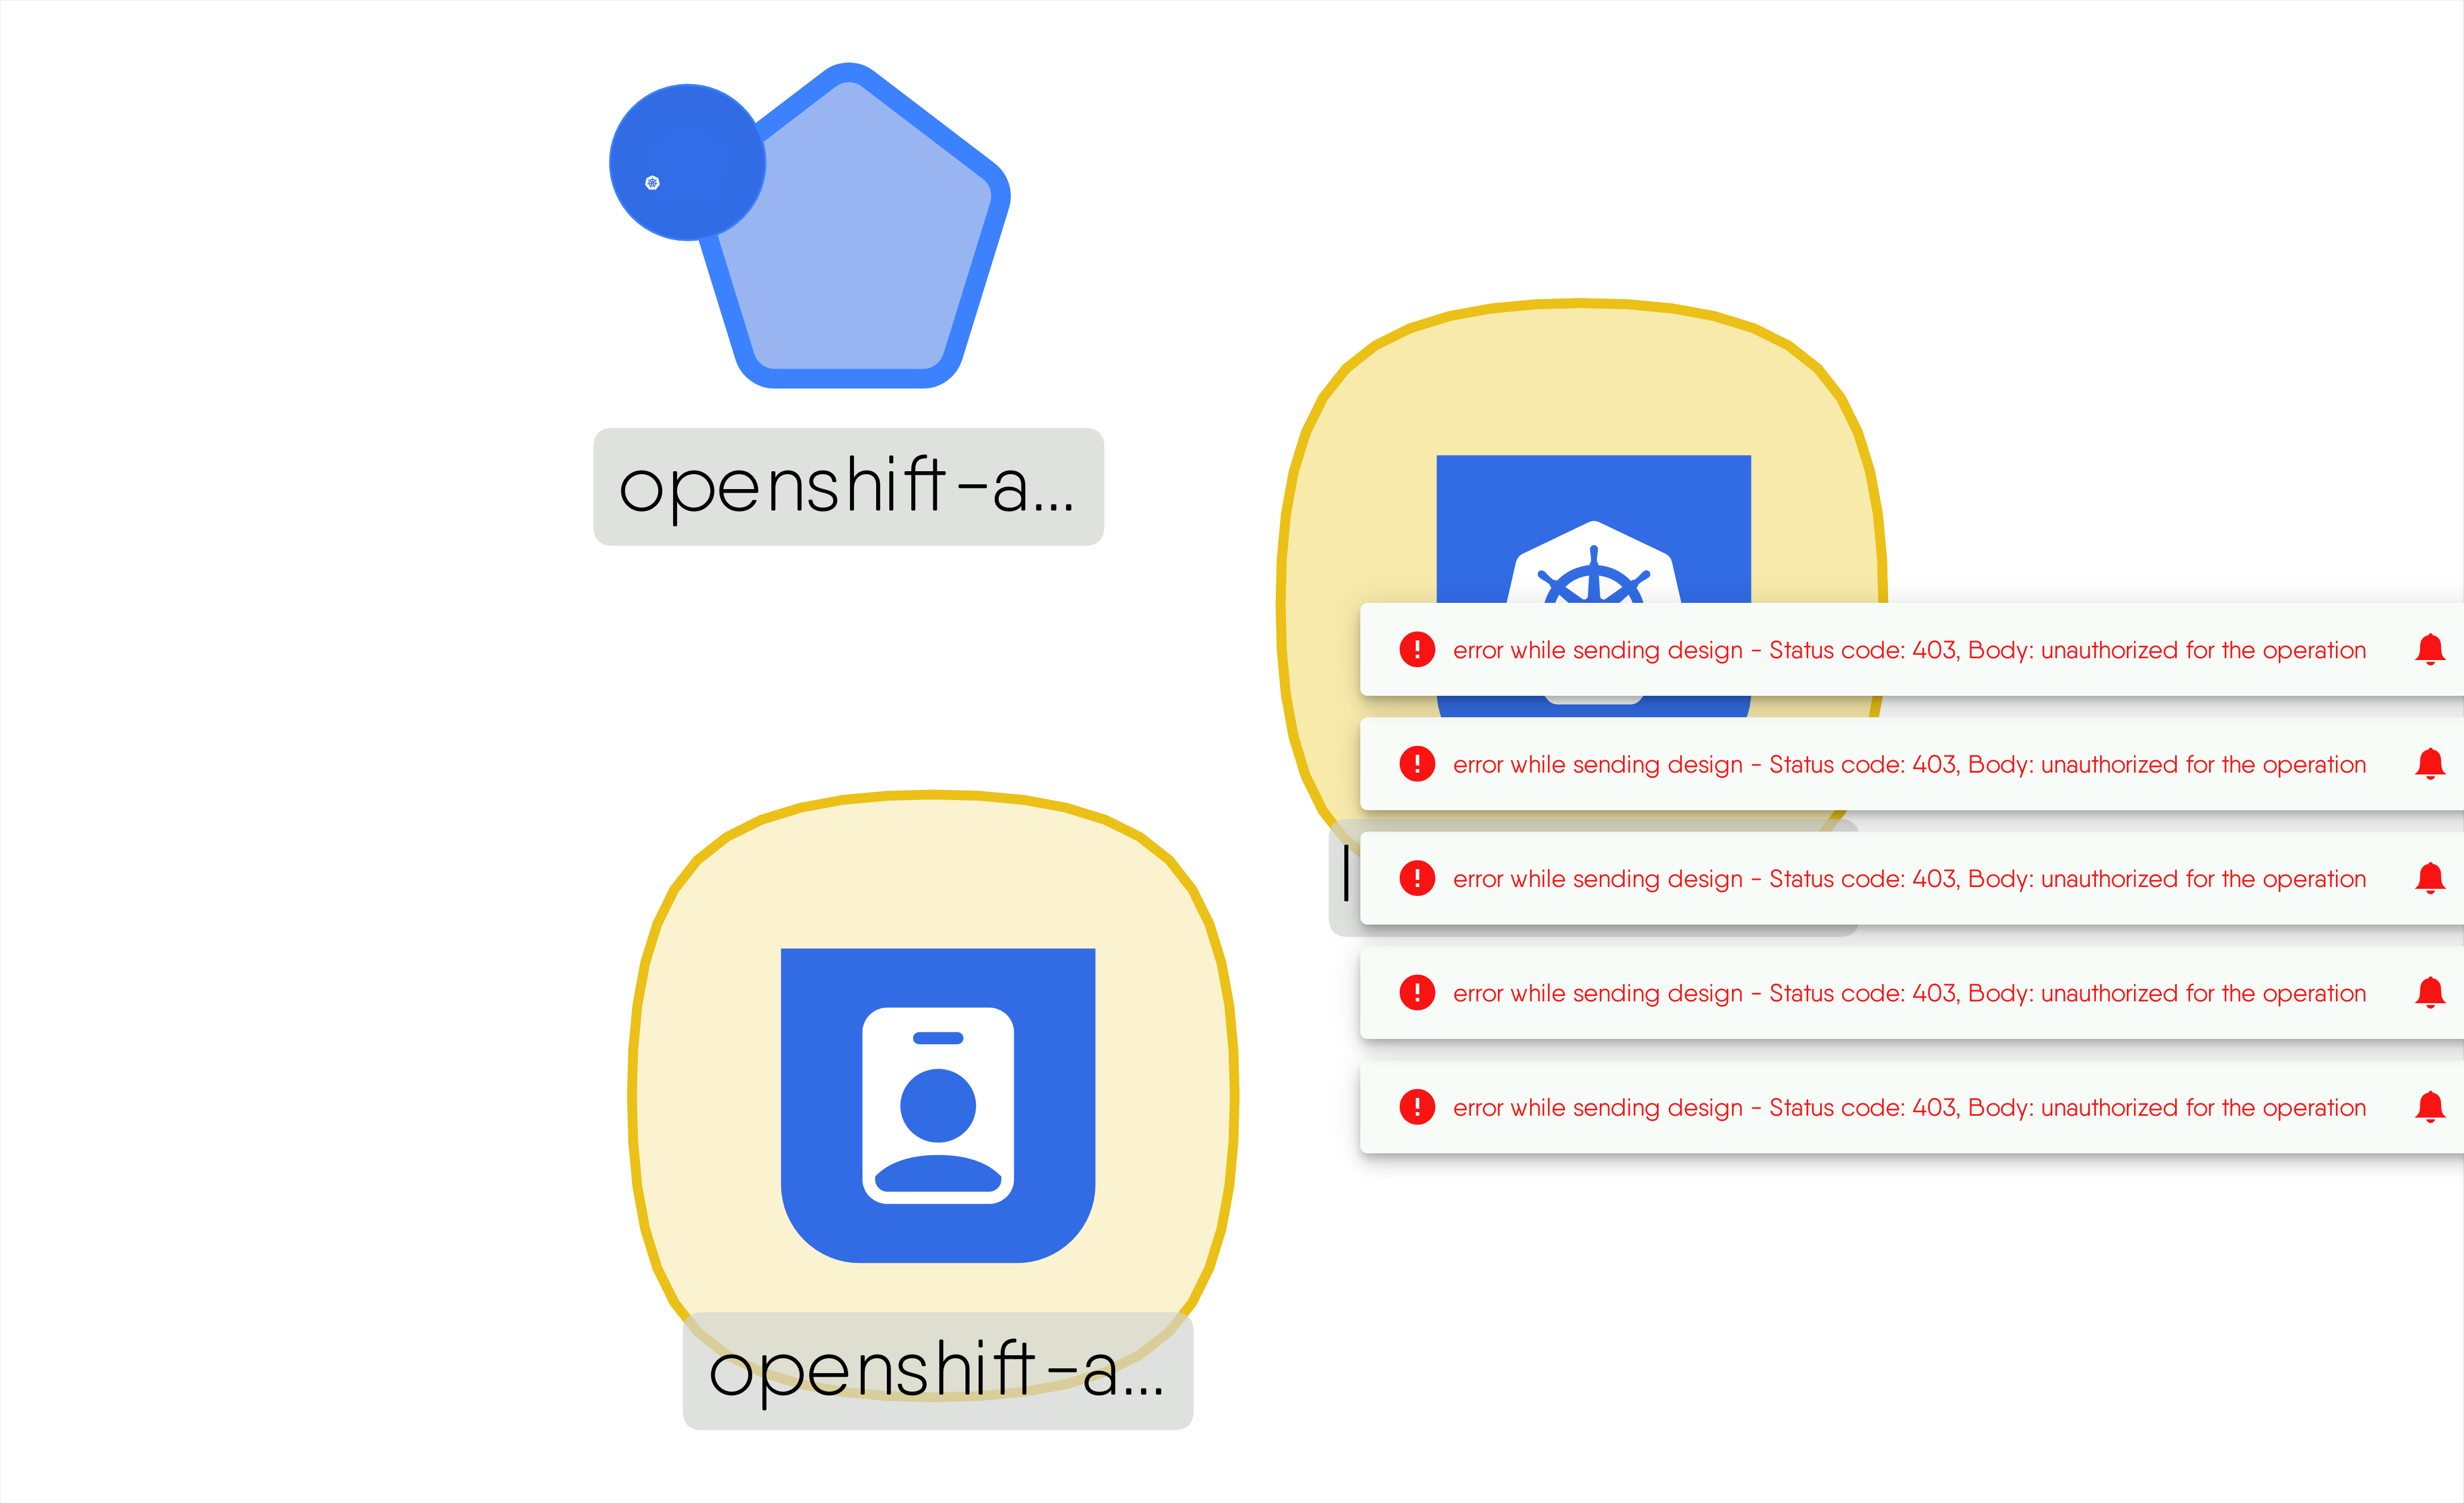 openshift-a...
error while sending design - Status code: 403, Body: unauthorized for the operation
error while sending design - Status code: 403, Body: unauthorized for the operation
error while sending design - Status code: 403, Body: unauthorized for the operation
error while sending design - Status code: 403, Body: unauthorized for the operation
error while sending design - Status code: 403, Body: unauthorized for the operation
openshift-a...